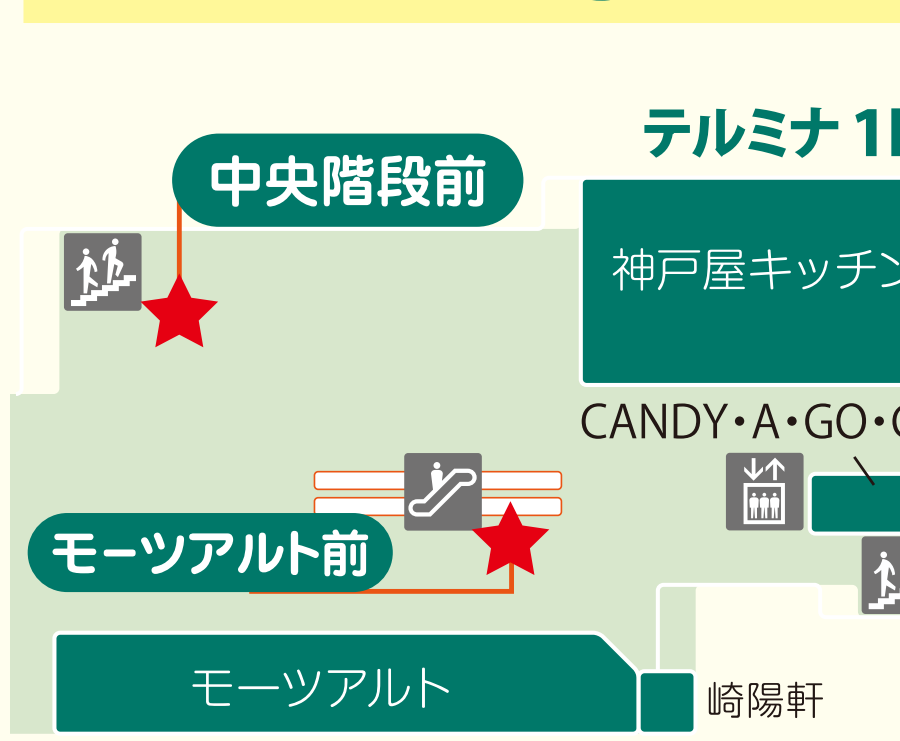 テルミナ 1
中央階段前
神戸屋キッチン
CANDY・A・GO・
モーツアルト前
モーツアルト
崎陽軒